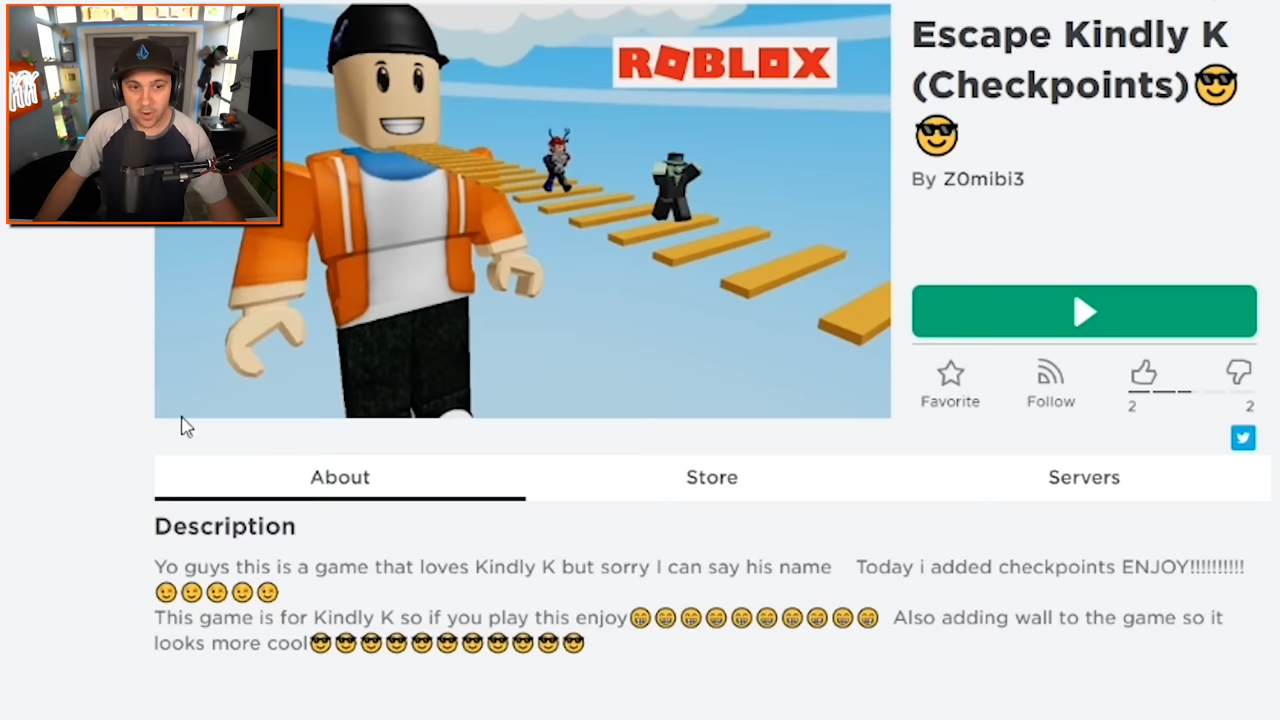 ROBLOX
Escape Kindly K
(Checkpoints)😎
😎
By Z0mibi3
Favorite
Follow
2
2
About
Store
Servers
Description
Yo guys this is a game that loves Kindly K but sorry I can say his name Today i added checkpoints ENJOY!!!!!!!!!!
😉😉😉😉😉
This game is for Kindly K so if you play this enjoy😁😁😁😁😁😁😁😁😁😁 Also adding wall to the game so it
looks more cool😎😎😎😎😎😎😎😎😎😎😎